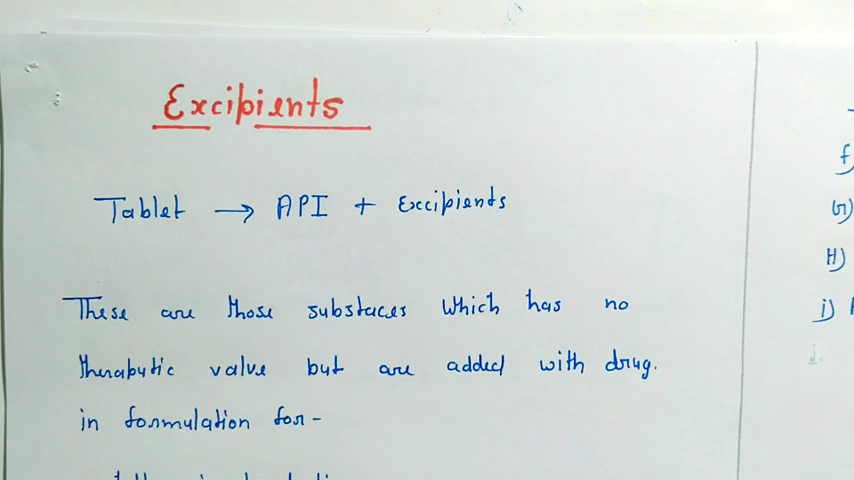 Excipients
Tablet → API + Exccipients
These are those substaces which has no
therabutic value but are added with drug.
in formulation for-
f)
G)
H)
i)
j.